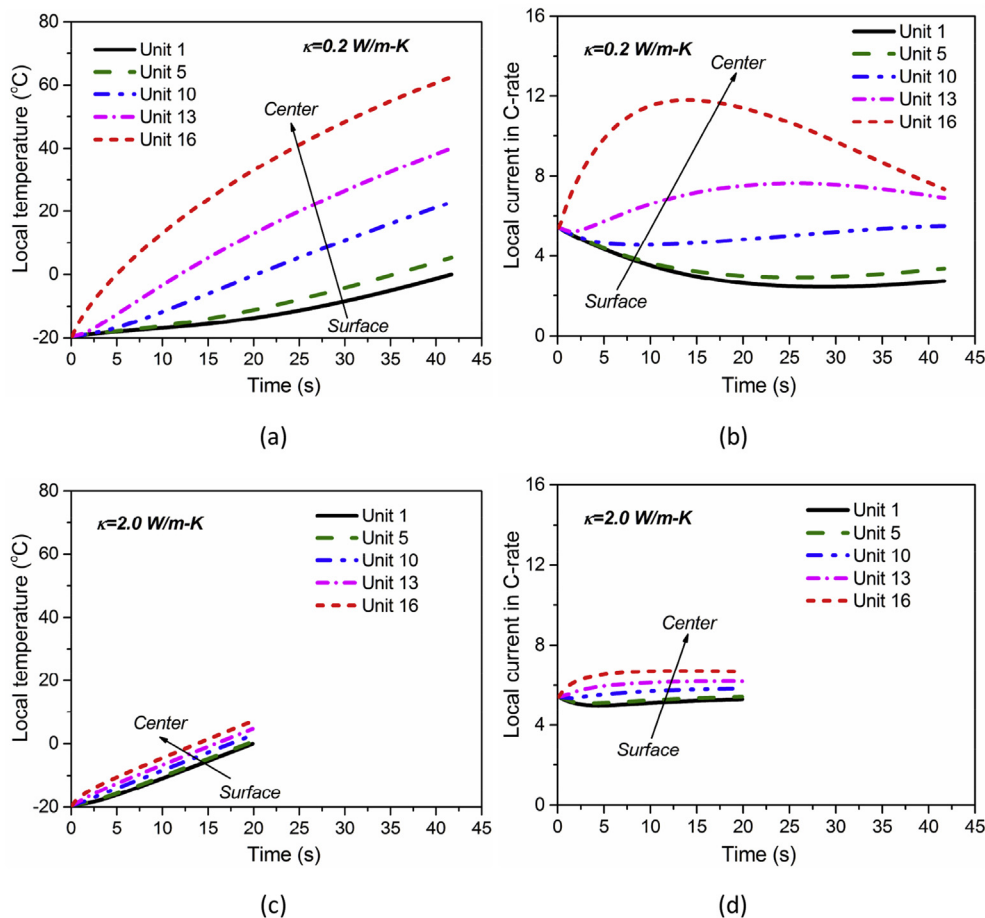 Local temperature (°C)
80
60
40
20
0
-20
Unit 1
Unit 5
Unit 10
Unit 13
Unit 16
κ=0.2 W/m-K
Center
Surface
0 5 10 15 20 25 30 35 40 45
Time (s)
(a)
Local current in C-rate
16
12
8
4
0
κ=0.2 W/m-K
Center
Unit 1
Unit 5
Unit 10
Unit 13
Unit 16
Surface
0 5 10 15 20 25 30 35 40 45
Time (s)
(b)
Local temperature (°C)
80
60
40
20
0
-20
κ=2.0 W/m-K
Unit 1
Unit 5
Unit 10
Unit 13
Unit 16
Center
Surface
0 5 10 15 20 25 30 35 40 45
Time (s)
(c)
Local current in C-rate
16
12
8
4
0
κ=2.0 W/m-K
Unit 1
Unit 5
Unit 10
Unit 13
Unit 16
Center
Surface
0 5 10 15 20 25 30 35 40 45
Time (s)
(d)